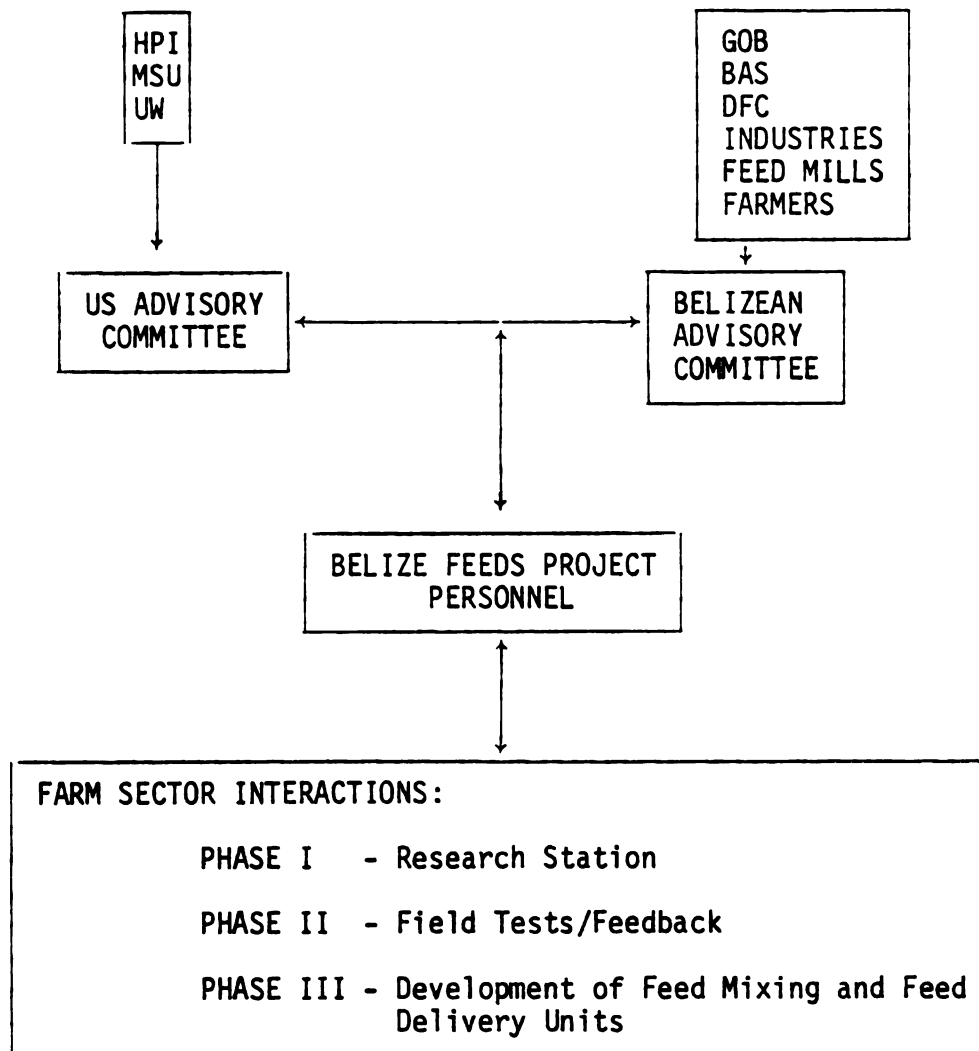 HPI
MSU
UW
GOB
BAS
DFC
INDUSTRIES
FEED MILLS
FARMERS
US ADVISORY
COMMITTEE
BELIZEAN
ADVISORY
COMMITTEE
BELIZE FEEDS PROJECT
PERSONNEL
FARM SECTOR INTERACTIONS:
PHASE I - Research Station
PHASE II - Field Tests/Feedback
PHASE III - Development of Feed Mixing and Feed
Delivery Units